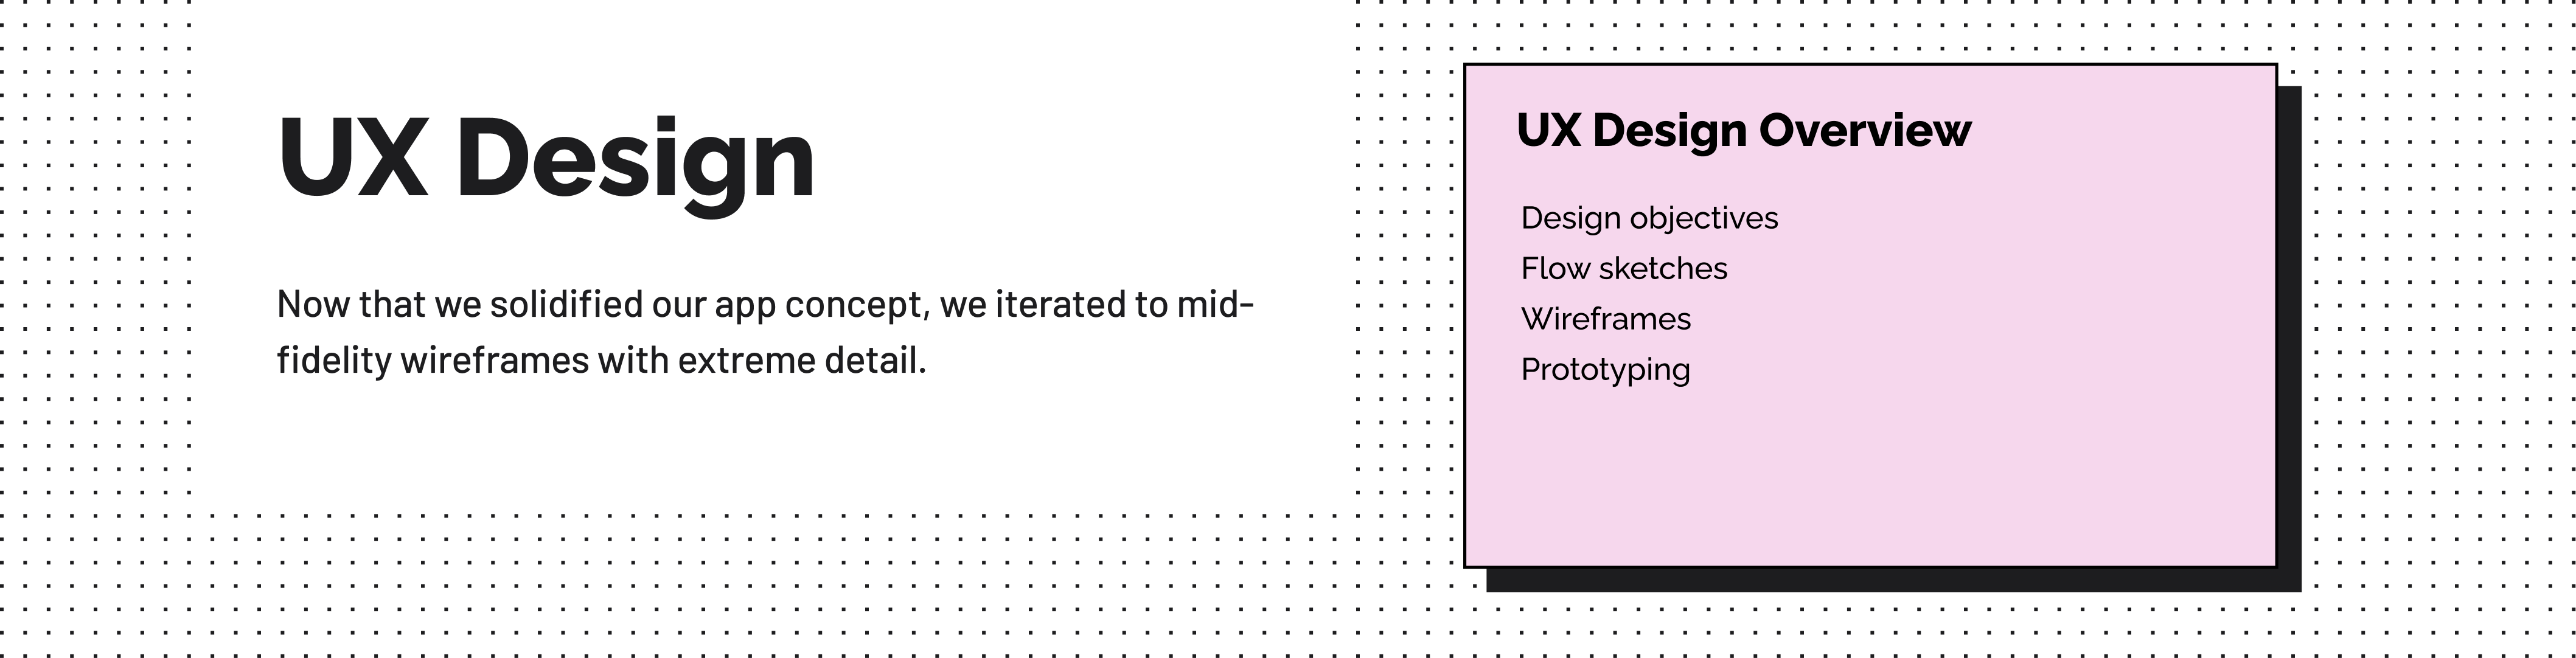 UX Design
Now that we solidified our app concept, we iterated to mid-
fidelity wireframes with extreme detail.
UX Design Overview
Design objectives
Flow sketches
Wireframes
Prototyping